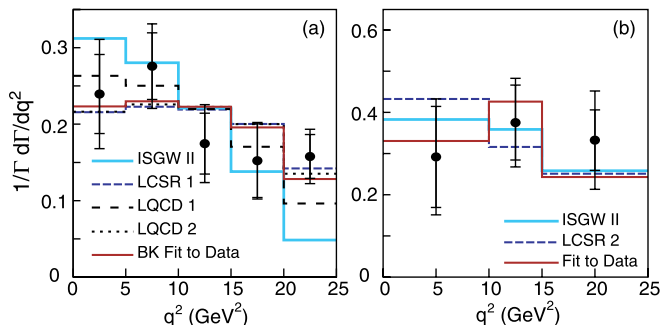 (a)
(b)
0.3
0.2
0.1
0
0.6
0.4
0.2
0
1/Γ dΓ/dq²
ISGW II
LCSR 1
LQCD 1
LQCD 2
BK Fit to Data
ISGW II
LCSR 2
Fit to Data
0 5 10 15 20 25
0 5 10 15 20 25
q² (GeV²)
q² (GeV²)